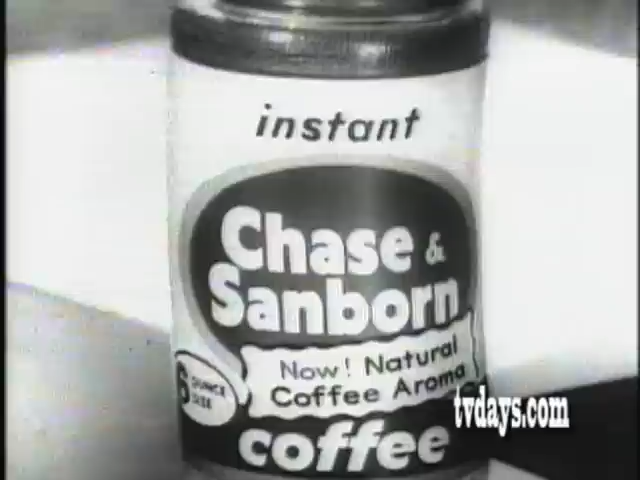 instant
Chase &
Sanborn
Now! Natural
Coffee Aroma
6 OUNCE
SIZE
coffee
tvdays.com